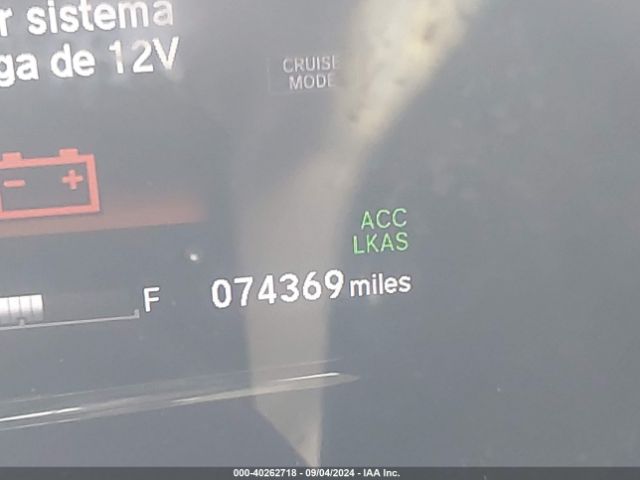 r sistema
ga de 12V
CRUISE
MODE
- +
ACC
LKAS
F
074369 miles
000-40262718 - 09/04/2024 - IAA Inc.